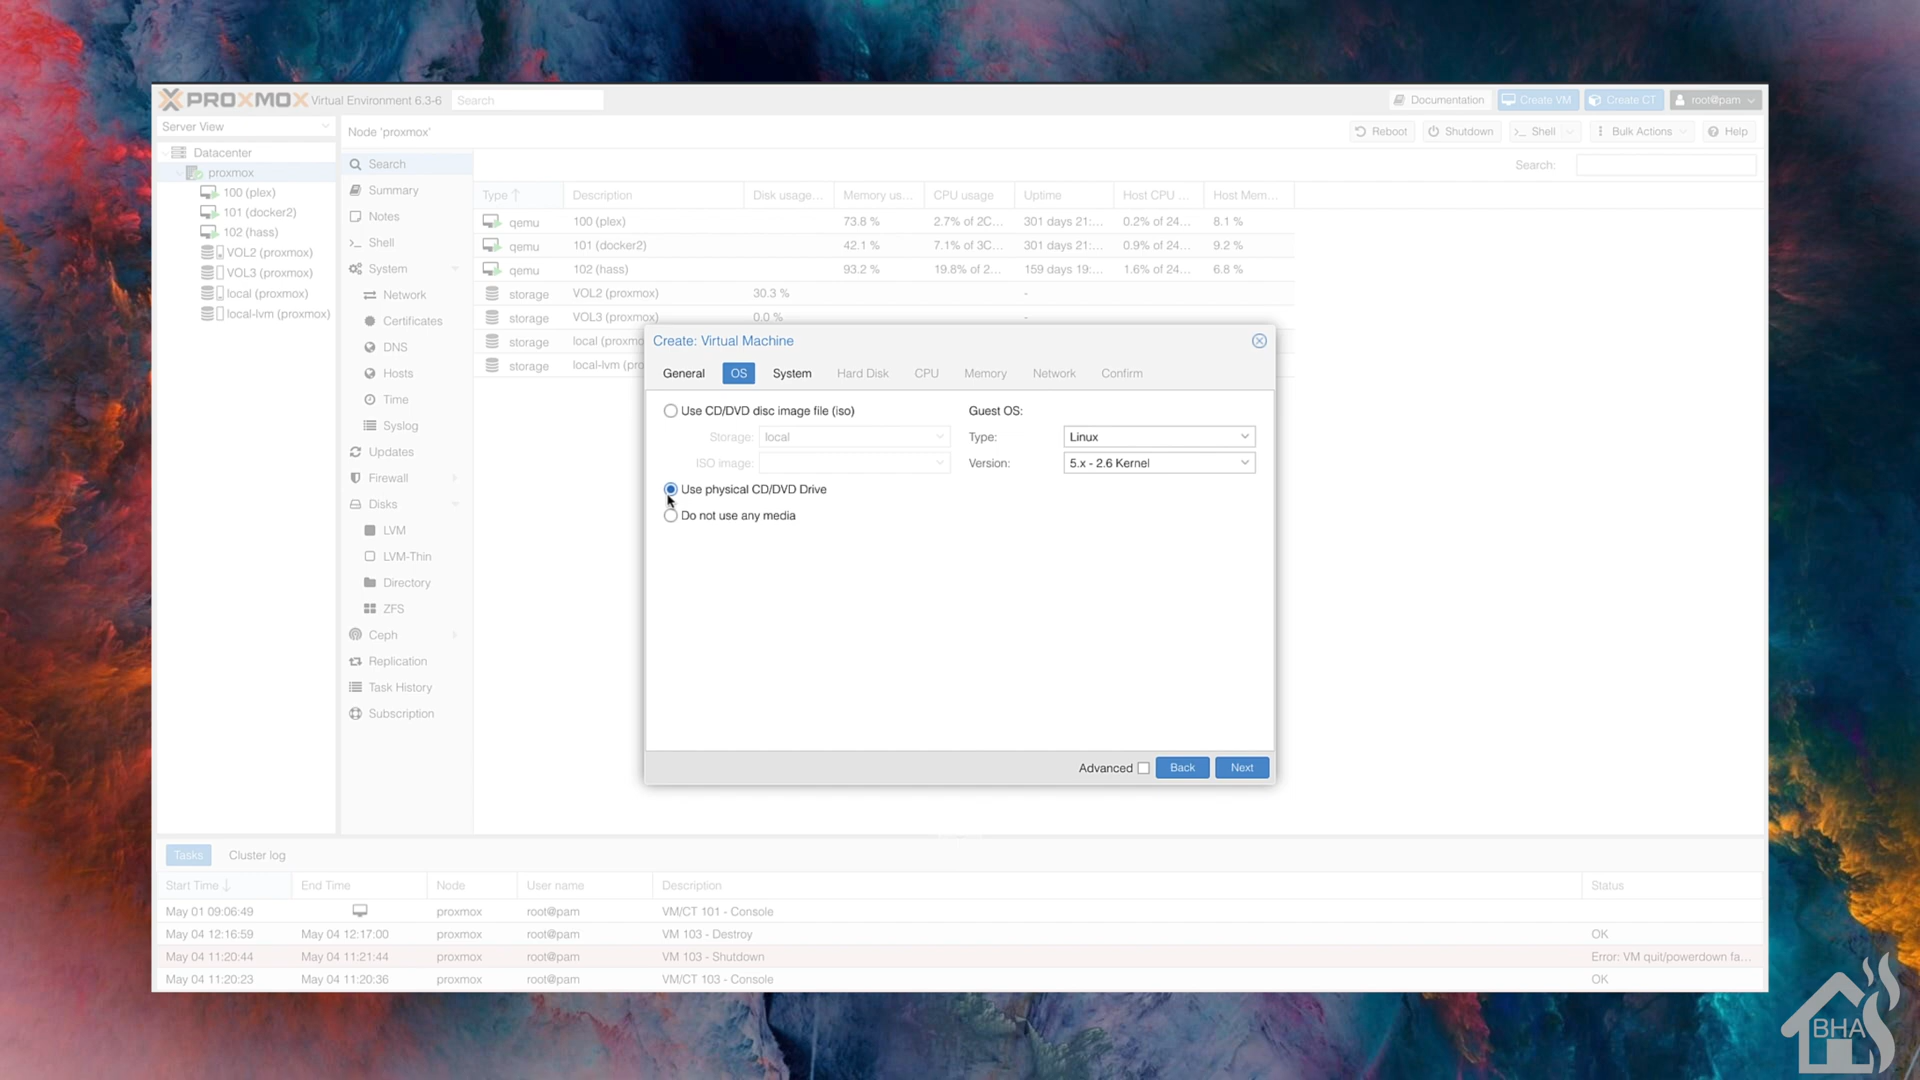 PROXMOX Virtual Environment 6.3-6 Search Documentation Create VM Create CT root@pam
Server View
Node 'proxmox' Reboot Shutdown Shell Bulk Actions Help
Datacenter
proxmox
100 (plex)
101 (docker2)
102 (hass)
VOL2 (proxmox)
VOL3 (proxmox)
local (proxmox)
local-lvm (proxmox)
Search
Summary
Notes
Shell
System
Network
Certificates
DNS
Hosts
Time
Syslog
Updates
Firewall
Disks
LVM
LVM-Thin
Directory
ZFS
Ceph
Replication
Task History
Subscription
Search:
Type Description Disk usage... Memory us... CPU usage Uptime Host CPU ... Host Mem...
qemu 100 (plex) 73.8 % 2.7% of 2C... 301 days 21:... 0.2% of 24... 8.1 %
qemu 101 (docker2) 42.1 % 7.1% of 3C... 301 days 21:... 0.9% of 24... 9.2 %
qemu 102 (hass) 93.2 % 19.8% of 2... 159 days 19:... 1.6% of 24... 6.8 %
storage VOL2 (proxmox) 30.3 % -
storage VOL3 (proxmox) 0.0 % -
storage local (proxmo
storage local-lvm (pro
Create: Virtual Machine
General OS System Hard Disk CPU Memory Network Confirm
Use CD/DVD disc image file (iso) Guest OS:
Storage: local Type: Linux
ISO image: Version: 5.x - 2.6 Kernel
Use physical CD/DVD Drive
Do not use any media
Advanced Back Next
Tasks Cluster log
Start Time End Time Node User name Description Status
May 01 09:06:49 proxmox root@pam VM/CT 101 - Console
May 04 12:16:59 May 04 12:17:00 proxmox root@pam VM 103 - Destroy OK
May 04 11:20:44 May 04 11:21:44 proxmox root@pam VM 103 - Shutdown Error: VM quit/powerdown fa...
May 04 11:20:23 May 04 11:20:36 proxmox root@pam VM/CT 103 - Console OK
BHA